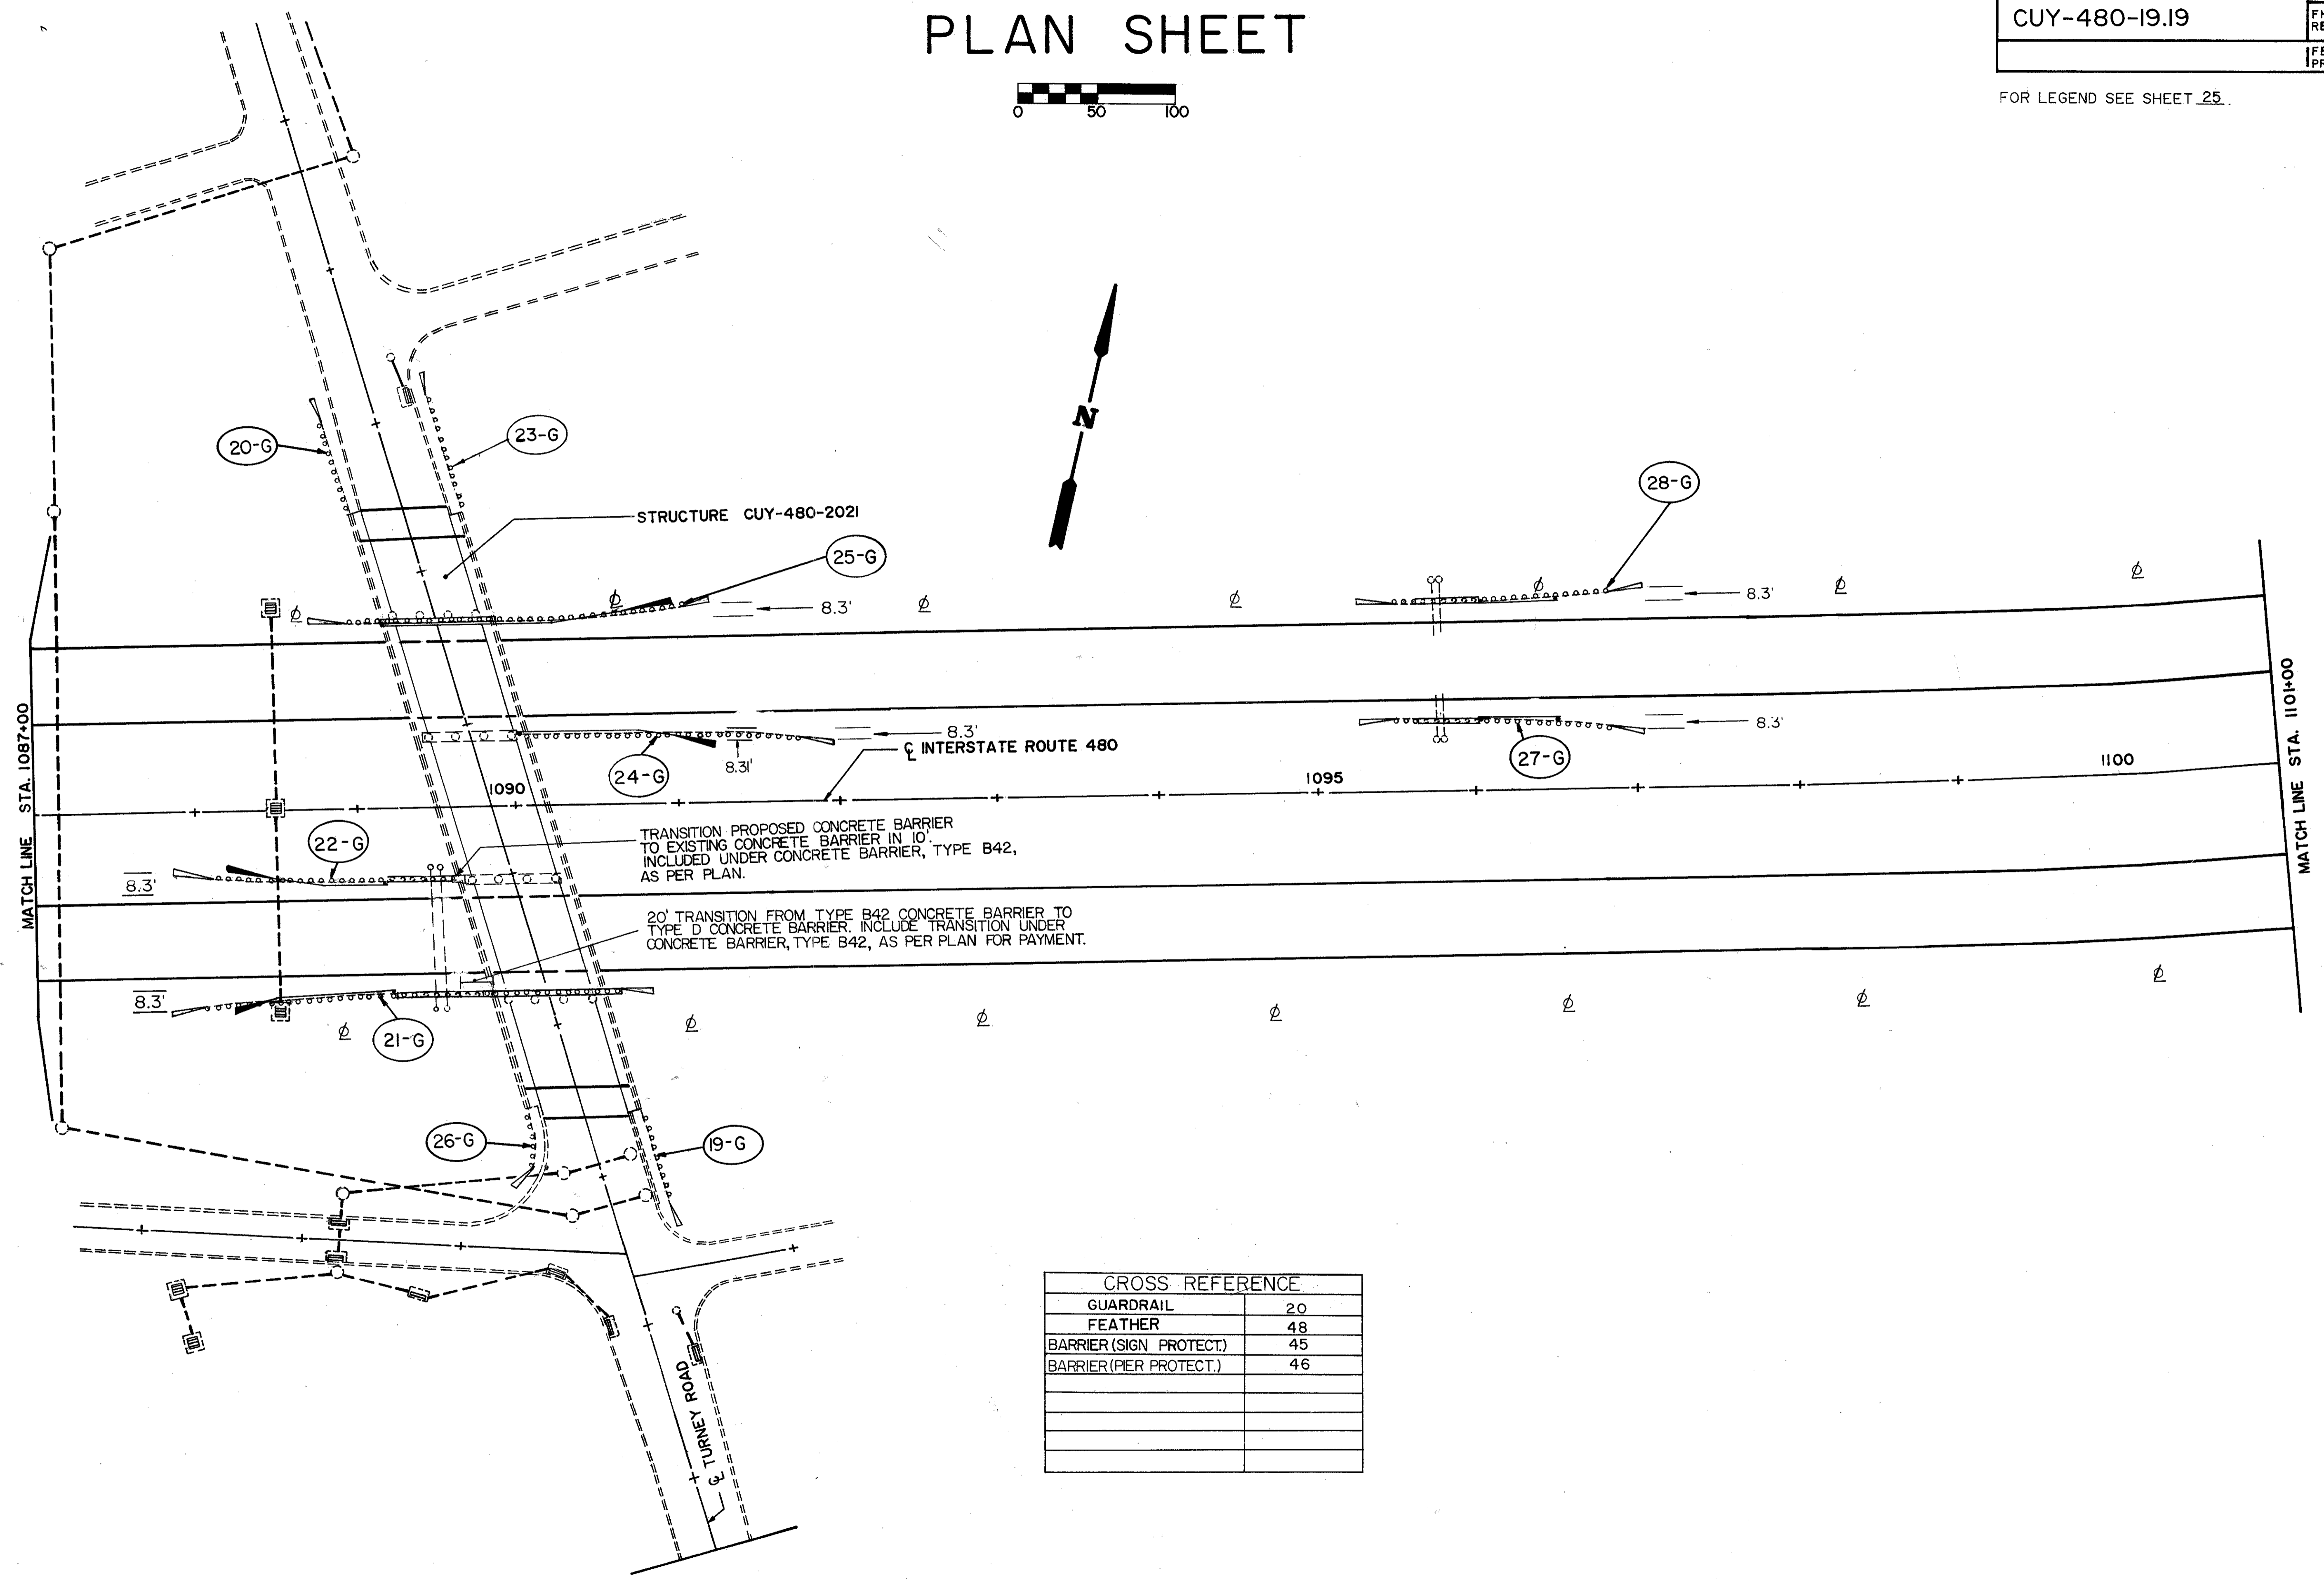 PLAN SHEET
0 50 100
CUY-480-19.19
FOR LEGEND SEE SHEET 25.
N
20-G
23-G
STRUCTURE CUY-480-2021
25-G
8.3'
28-G
8.3'
MATCH LINE STA. 1087+00
MATCH LINE STA. 1101+00
8.3'
8.31'
24-G
℄ INTERSTATE ROUTE 480
27-G
8.3'
1090
1095
1100
22-G
8.3'
TRANSITION PROPOSED CONCRETE BARRIER
TO EXISTING CONCRETE BARRIER IN 10'.
INCLUDED UNDER CONCRETE BARRIER, TYPE B42,
AS PER PLAN.
20' TRANSITION FROM TYPE B42 CONCRETE BARRIER TO
TYPE D CONCRETE BARRIER. INCLUDE TRANSITION UNDER
CONCRETE BARRIER, TYPE B42, AS PER PLAN FOR PAYMENT.
8.3'
21-G
26-G
19-G
℄ TURNEY ROAD
CROSS REFERENCE
GUARDRAIL 20
FEATHER 48
BARRIER (SIGN PROTECT.) 45
BARRIER (PIER PROTECT.) 46